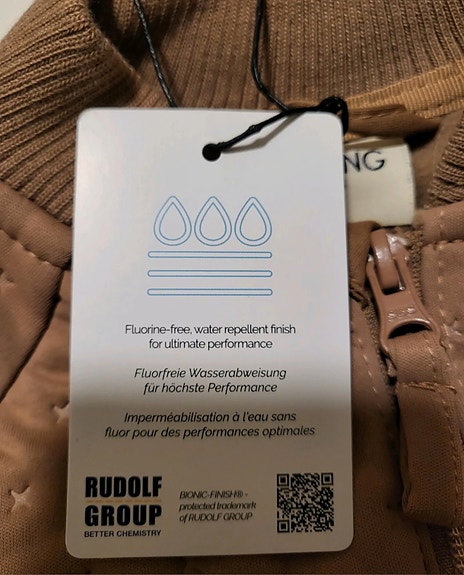 NG
Fluorine-free, water repellent finish
for ultimate performance
Fluorfreie Wasserabweisung
für höchste Performance
Imperméabilisation à l'eau sans
fluor pour des performances optimales
RUDOLF
GROUP
BETTER CHEMISTRY
BIONIC-FINISH® -
protected trademark
of RUDOLF GROUP